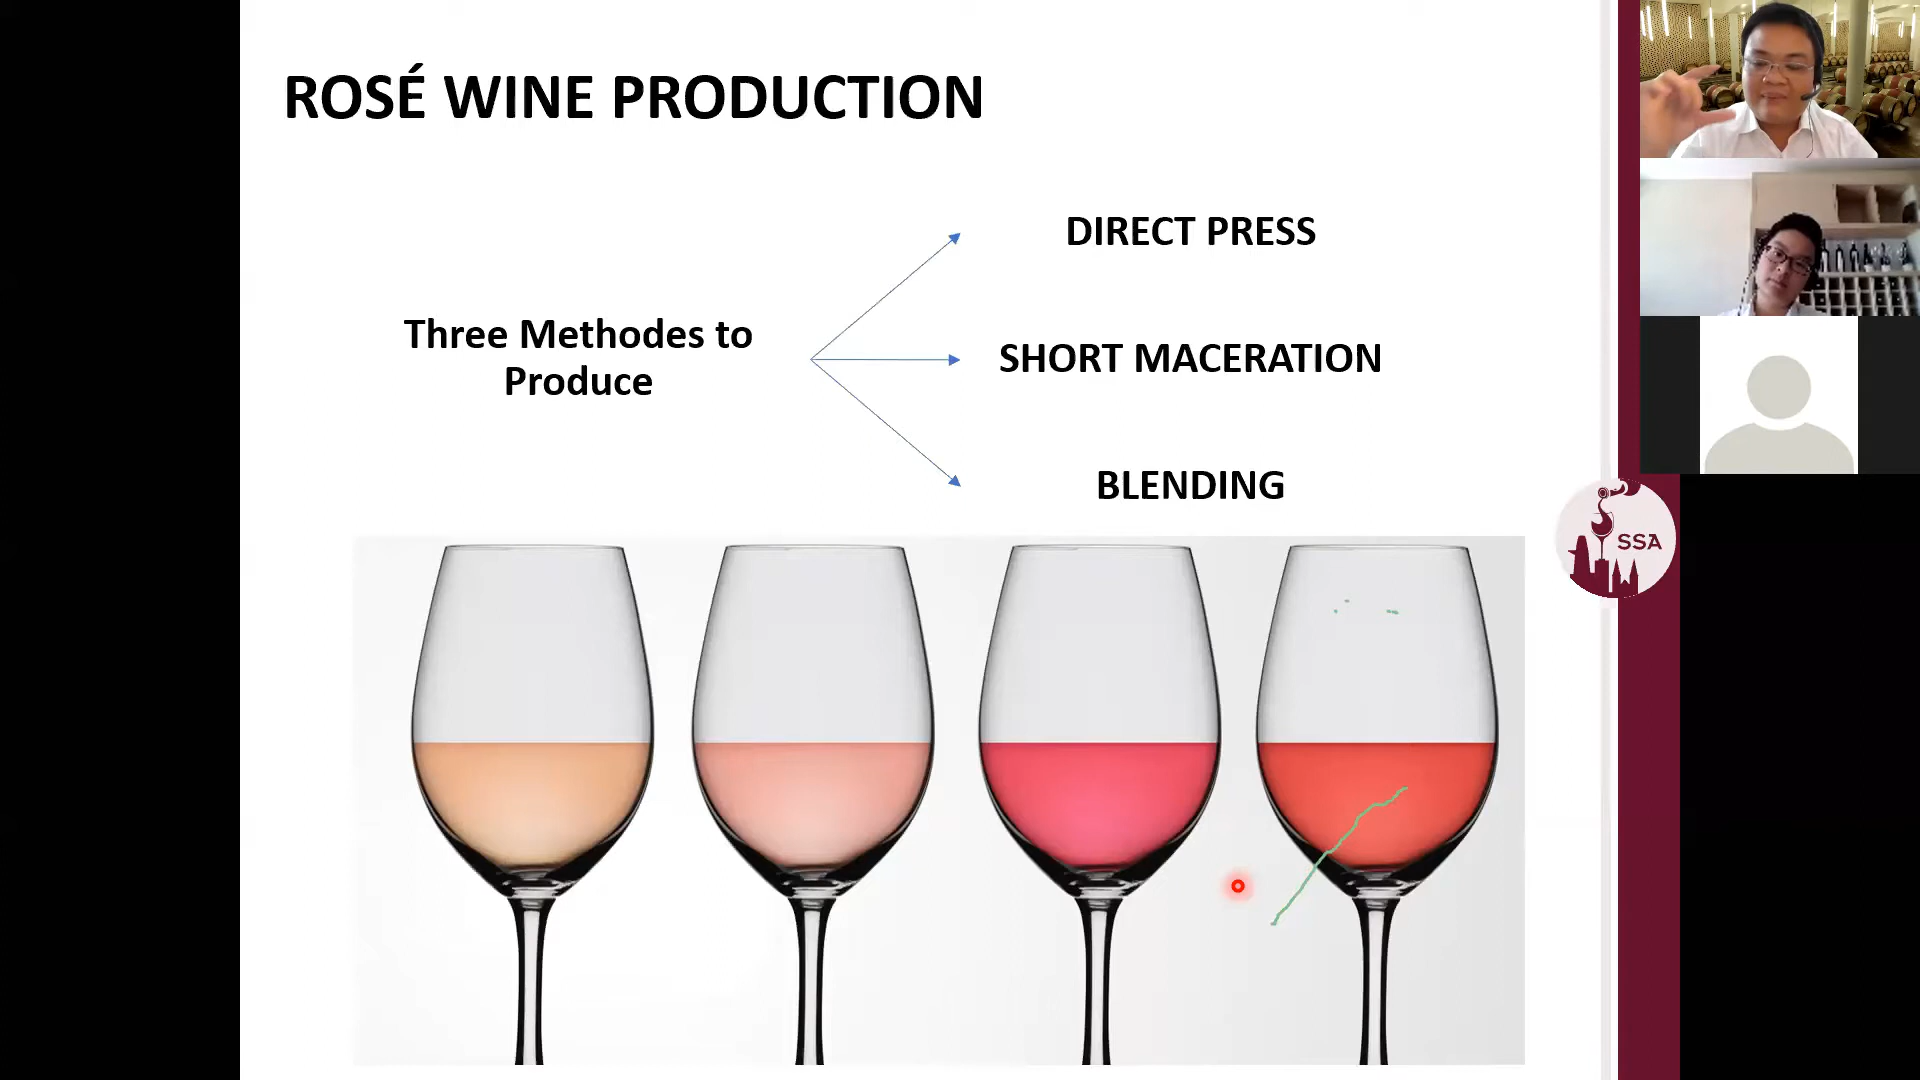 ROSÉ WINE PRODUCTION
DIRECT PRESS
Three Methodes to
Produce
SHORT MACERATION
BLENDING
SSA